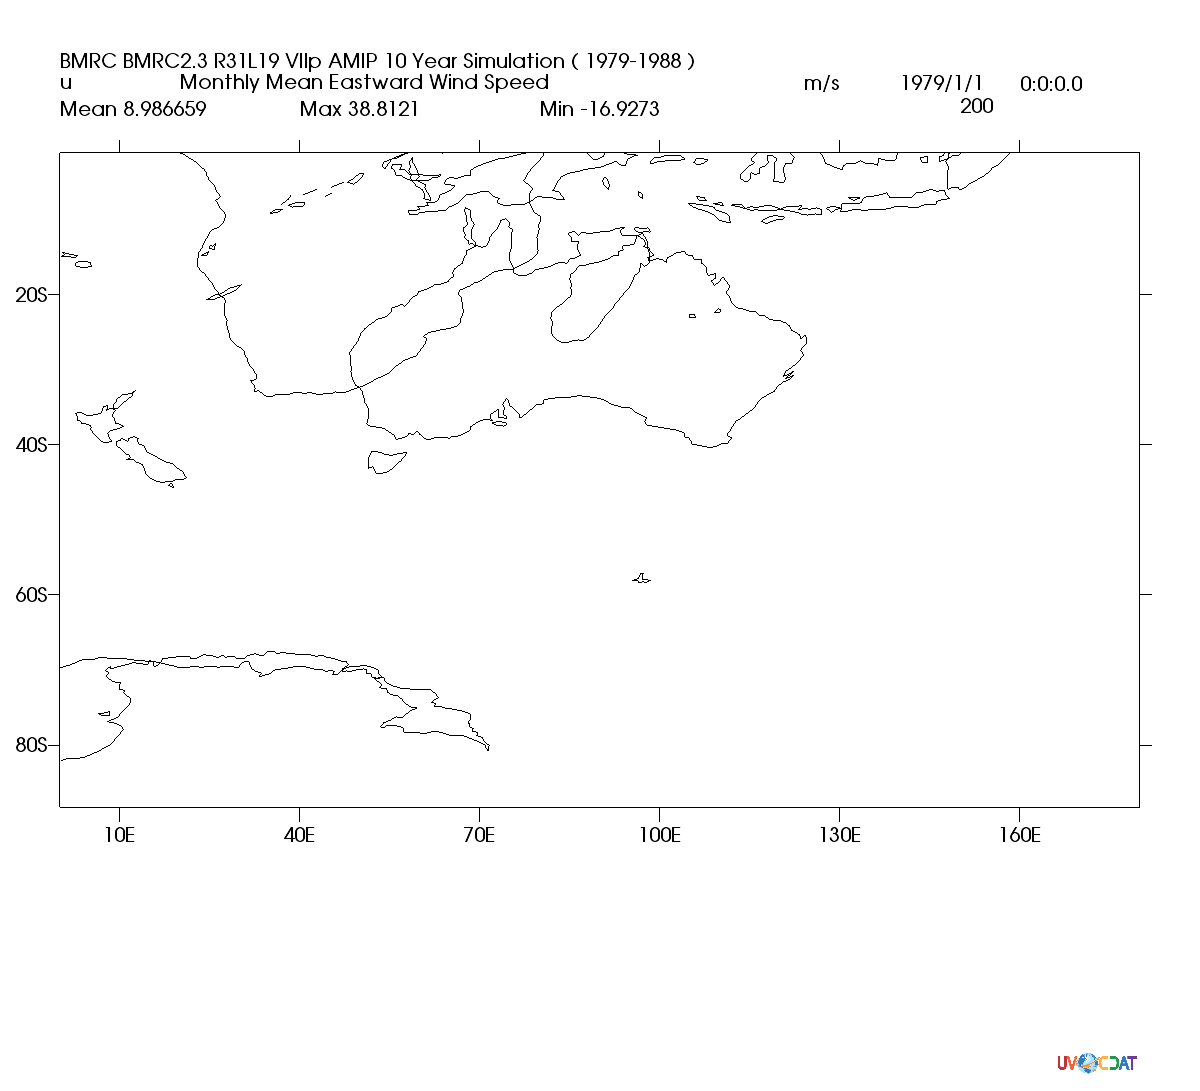 BMRC BMRC2.3 R31L19 VIIp AMIP 10 Year Simulation ( 1979-1988 )
u Monthly Mean Eastward Wind Speed m/s 1979/1/1 0:0:0.0
Mean 8.986659 Max 38.8121 Min -16.9273 200
20S
40S
60S
80S
10E 40E 70E 100E 130E 160E
UV CDAT